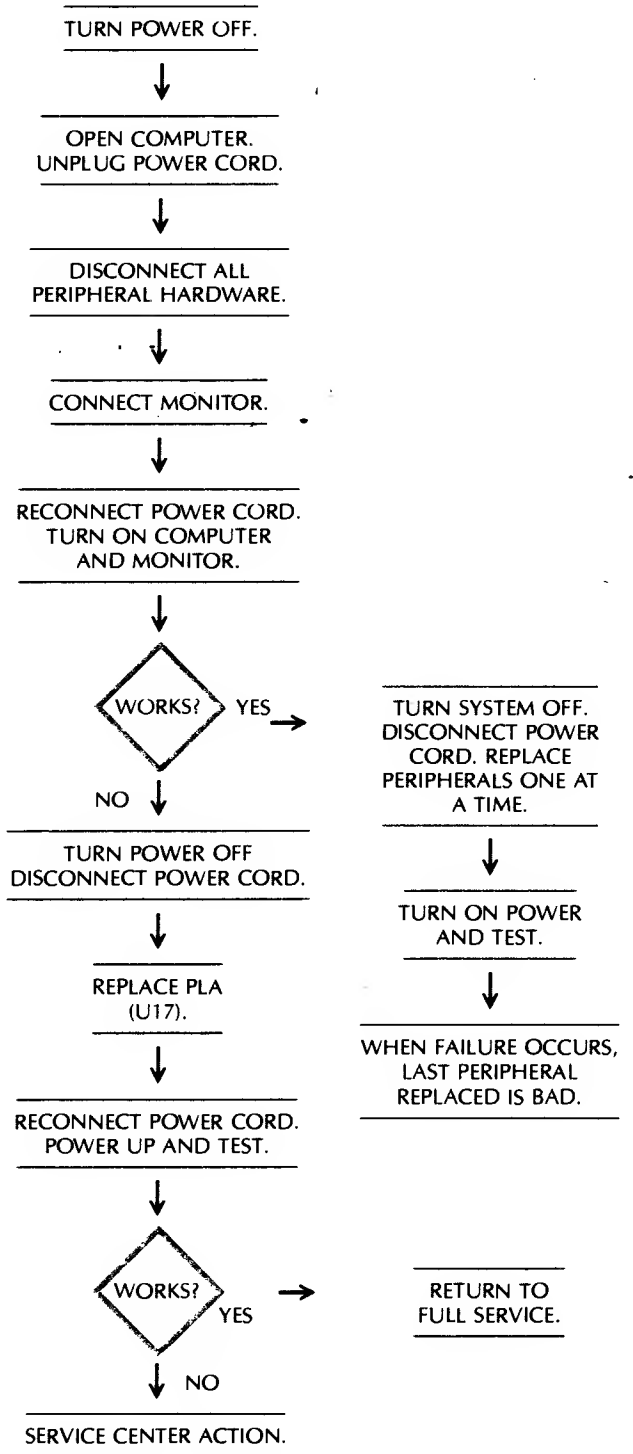 TURN POWER OFF.
OPEN COMPUTER.
UNPLUG POWER CORD.
DISCONNECT ALL
PERIPHERAL HARDWARE.
CONNECT MONITOR.
RECONNECT POWER CORD.
TURN ON COMPUTER
AND MONITOR.
WORKS?
YES
TURN SYSTEM OFF.
DISCONNECT POWER
CORD. REPLACE
PERIPHERALS ONE AT
A TIME.
TURN ON POWER
AND TEST.
WHEN FAILURE OCCURS,
LAST PERIPHERAL
REPLACED IS BAD.
NO
TURN POWER OFF
DISCONNECT POWER CORD.
REPLACE PLA
(U17).
RECONNECT POWER CORD.
POWER UP AND TEST.
WORKS?
YES
RETURN TO
FULL SERVICE.
NO
SERVICE CENTER ACTION.